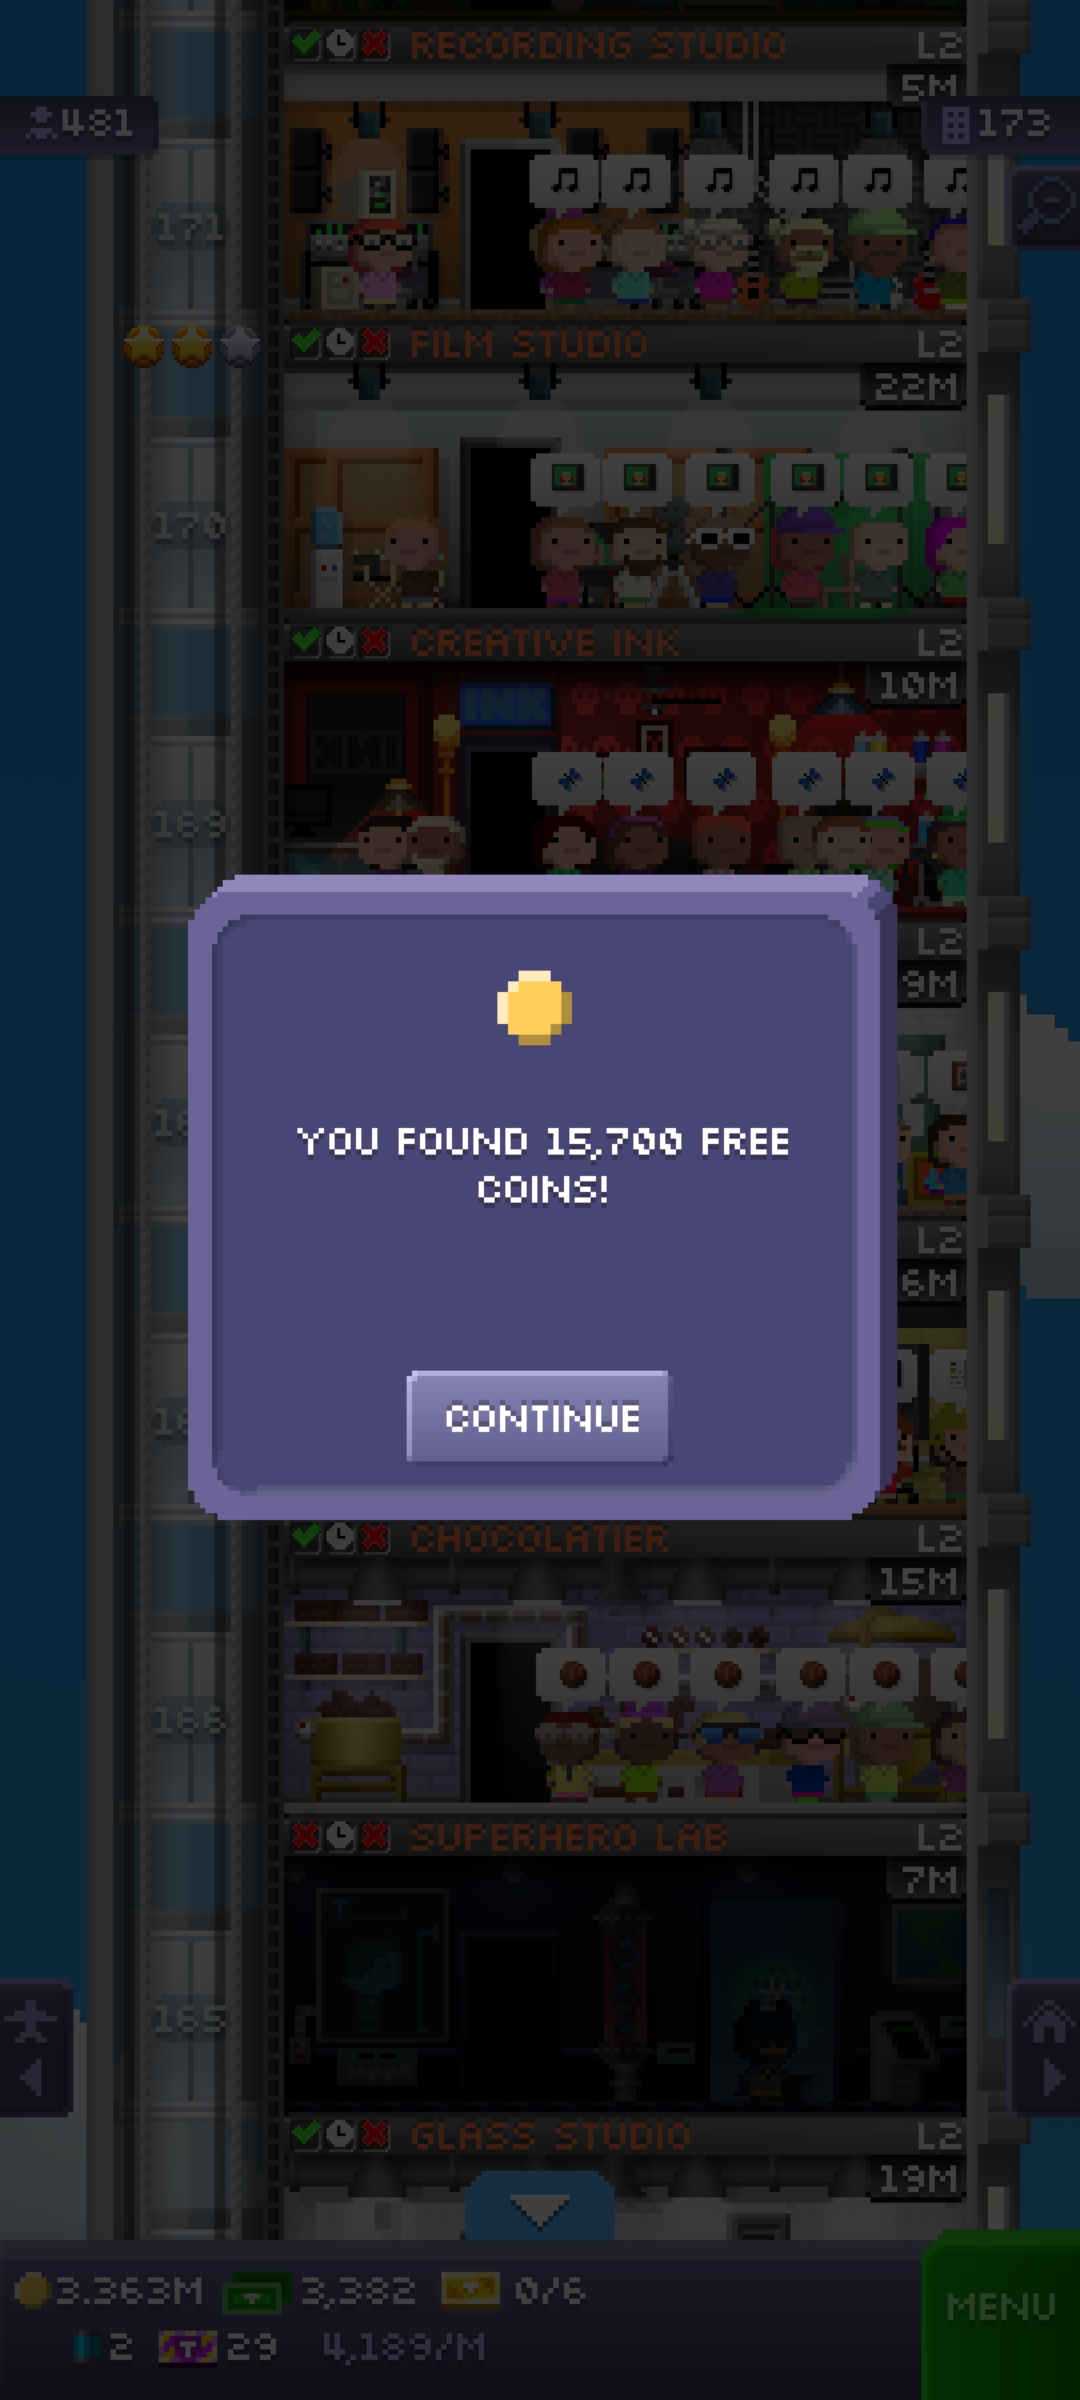 RECORDING STUDIO L2
5M
481
173
171
FILM STUDIO L2
22M
170
CREATIVE INK L2
10M
INK
169
L2
9M
YOU FOUND 15,700 FREE
COINS!
L2
6M
CONTINUE
CHOCOLATIER L2
15M
166
SUPERHERO LAB L2
7M
165
GLASS STUDIO L2
19M
3.363M 3,382 0/6
MENU
2 29 4,189/M